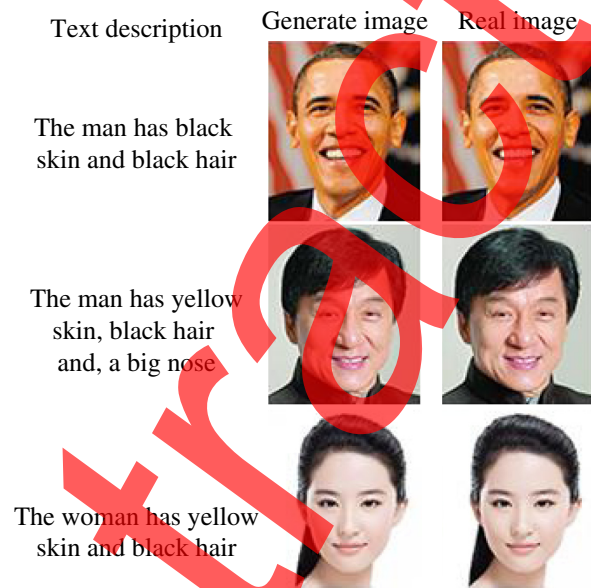 Text description Generate image Real image
The man has black
skin and black hair
The man has yellow
skin, black hair
and, a big nose
The woman has yellow
skin and black hair
tract